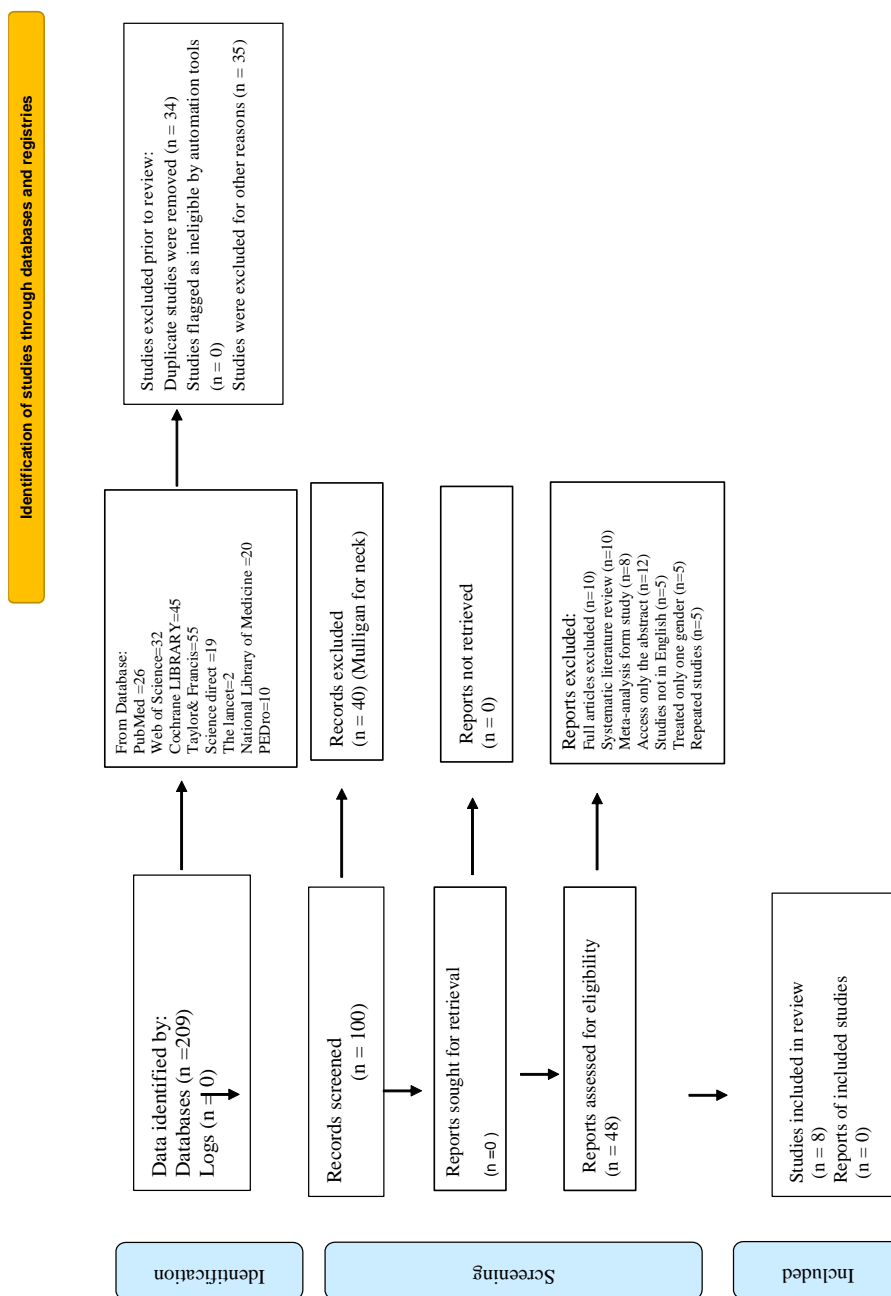 Identification of studies through databases and registries
Identification
Data identified by:
Databases (n =209)
Logs (n = 0)
From Database:
PubMed =26
Web of Science=32
Cochrane LIBRARY=45
Taylor& Francis=55
Science direct =19
The lancet=2
National Library of Medicine =20
PEDro=10
Studies excluded prior to review:
Duplicate studies were removed (n = 34)
Studies flagged as ineligible by automation tools
(n = 0)
Studies were excluded for other reasons (n = 35)
Screening
Records screened
(n = 100)
Records excluded
(n = 40) (Mulligan for neck)
Reports sought for retrieval
(n =0 )
Reports not retrieved
(n = 0)
Reports assessed for eligibility
(n = 48)
Reports excluded:
Full articles excluded (n=10)
Systematic literature review (n=10)
Meta-analysis form study (n=8)
Access only the abstract (n=12)
Studies not in English (n=5)
Treated only one gender (n=5)
Repeated studies (n=5)
Included
Studies included in review
(n = 8)
Reports of included studies
(n = 0)